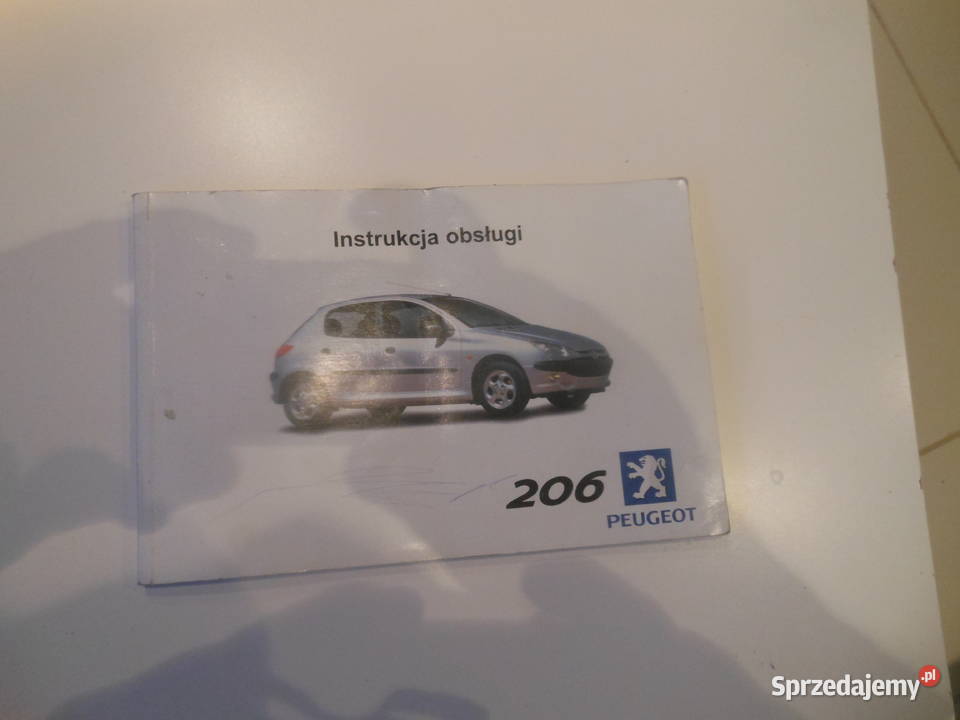 Instrukcja obsługi
206
PEUGEOT
Sprzedajemy.pl